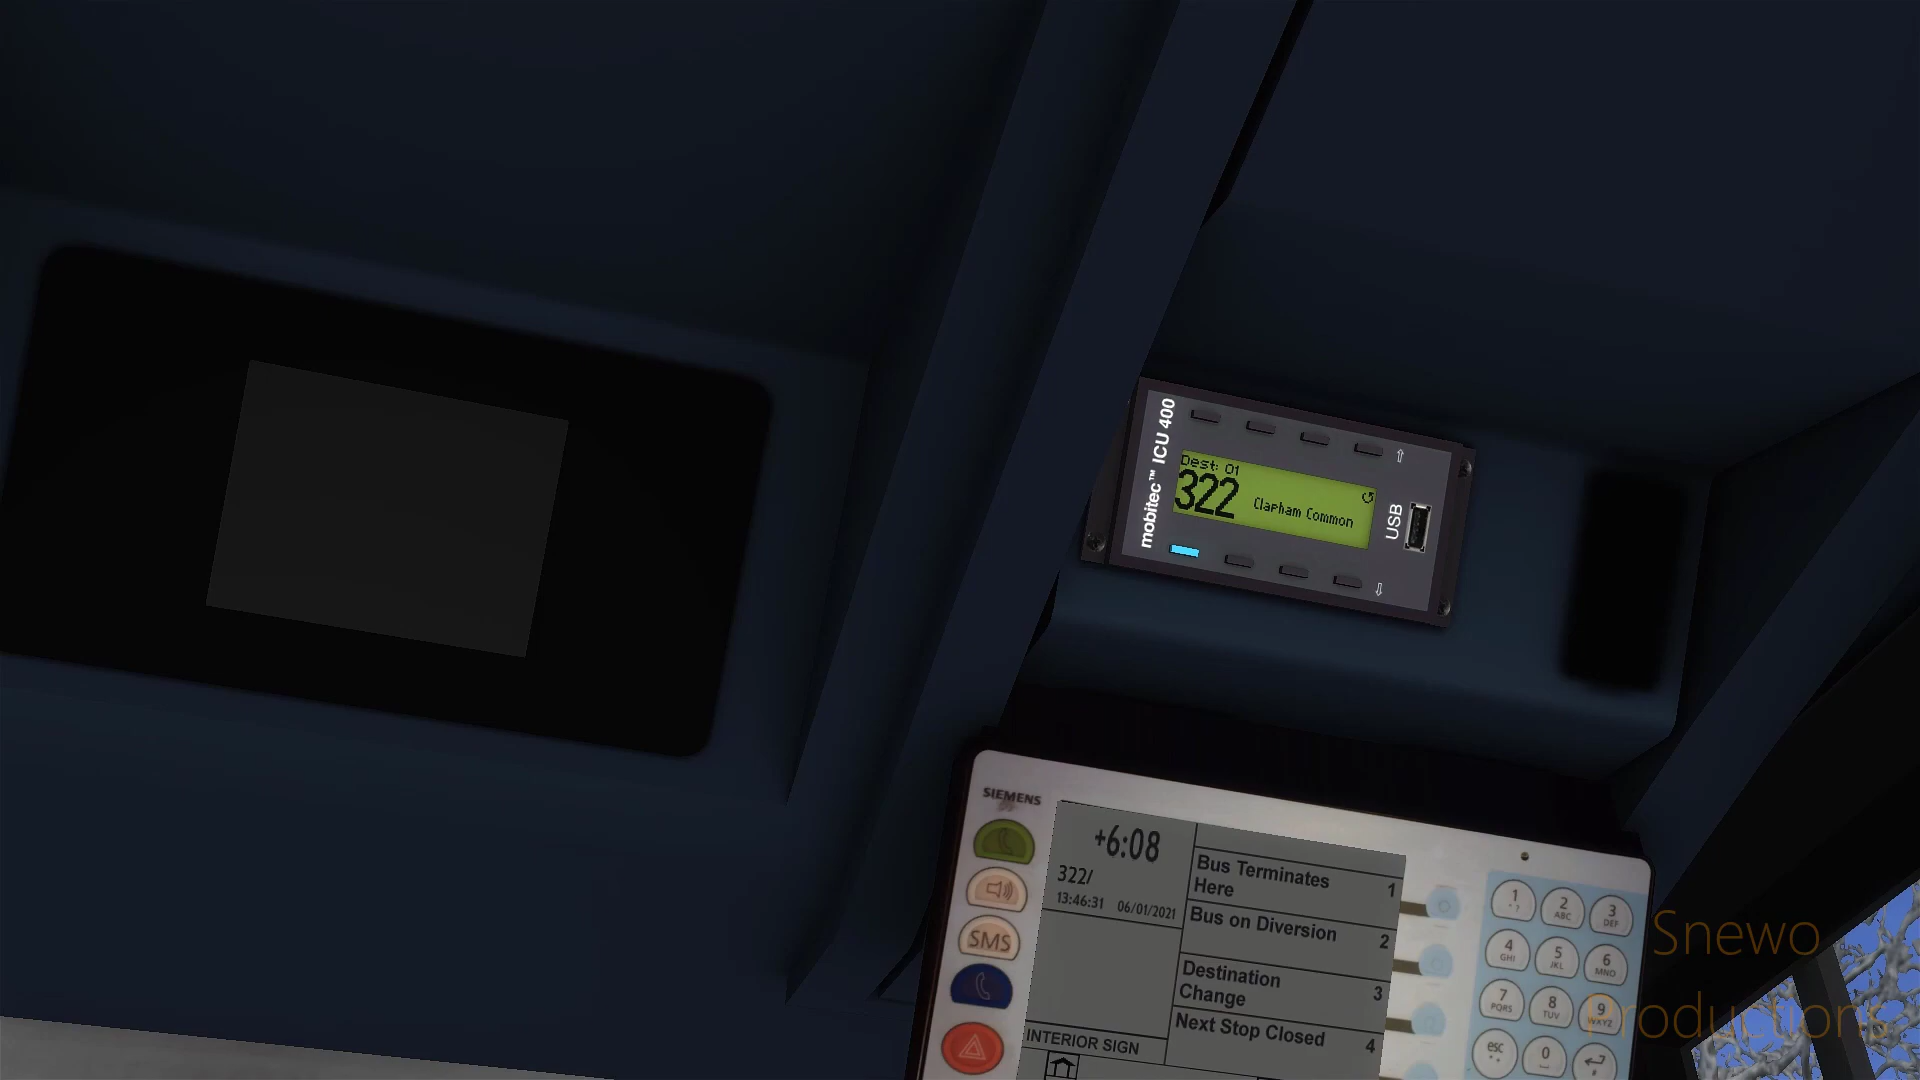 mobitec™ ICU 400
Dest: 01
322 Clapham Common
USB
SIEMENS
+6:08
322/
13:46:31 06/01/2021
Bus Terminates
Here 1
Bus on Diversion 2
Destination
Change 3
Next Stop Closed 4
INTERIOR SIGN
SMS
1
2 ABC
3 DEF
4 GHI
5 JKL
6 MNO
7 PQRS
8 TUV
9 WXYZ
esc
0
Snewo
Productions